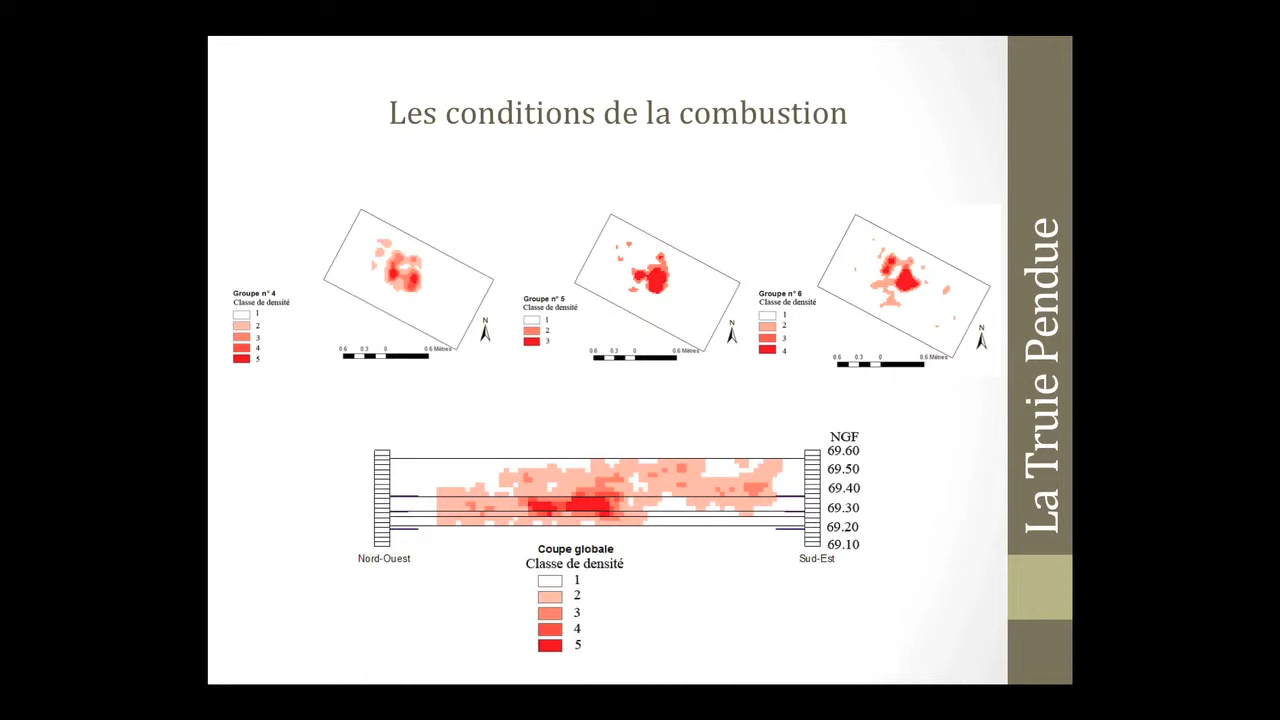 Les conditions de la combustion
Groupe n° 4
Classe de densité
1
2
3
4
5
N
0.6 0.3 0 0.6 Mètres
Groupe n° 5
Classe de densité
1
2
3
N
0.6 0.3 0 0.6 Mètres
Groupe n° 6
Classe de densité
1
2
3
4
N
0.6 0.3 0 0.6 Mètres
NGF
69.60
69.50
69.40
69.30
69.20
69.10
Nord-Ouest
Sud-Est
Coupe globale
Classe de densité
1
2
3
4
5
La Truie Pendue